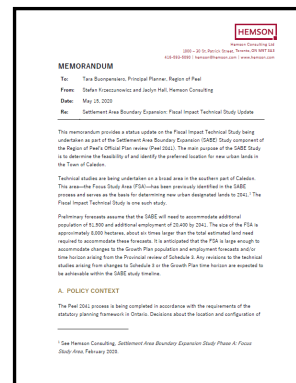 HEMSON
Hemson Consulting Ltd
1000 – 30 St. Patrick Street, Toronto, ON M5T 3A3
416-593-5090 | hemson@hemson.com | www.hemson.com
MEMORANDUM
To: Tara Buonpensiero, Principal Planner, Region of Peel
From: Stefan Krzeczunowicz and Jaclyn Hall, Hemson Consulting
Date: May 15, 2020
Re: Settlement Area Boundary Expansion: Fiscal Impact Technical Study Update
This memorandum provides a status update on the Fiscal Impact Technical Study being
undertaken as part of the Settlement Area Boundary Expansion (SABE) Study component of
the Region of Peel's Official Plan review (Peel 2041). The main purpose of the SABE Study
is to determine the feasibility of and identify the preferred location for new urban lands in
the Town of Caledon.
Technical studies are being undertaken on a broad area in the southern part of Caledon.
This area—the Focus Study Area (FSA)—has been previously identified in the SABE
process and serves as the basis for determining new urban designated lands to 2041.¹ The
Fiscal Impact Technical Study is one such study.
Preliminary forecasts assume that the SABE will need to accommodate additional
population of 51,500 and additional employment of 20,400 by 2041. The size of the FSA is
approximately 8,000 hectares, about six times larger than the total estimated land need
required to accommodate these forecasts. It is anticipated that the FSA is large enough to
accommodate changes to the Growth Plan population and employment forecasts and/or
time horizon arising from the Provincial review of Schedule 3. Any revisions to the technical
studies arising from changes to Schedule 3 or the Growth Plan time horizon are expected to
be achievable within the SABE study timeline.
A. POLICY CONTEXT
The Peel 2041 process is being completed in accordance with the requirements of the
statutory planning framework in Ontario. Decisions about the location and configuration of
¹ See Hemson Consulting, Settlement Area Boundary Expansion Study Phase A: Focus
Study Area, February 2020.